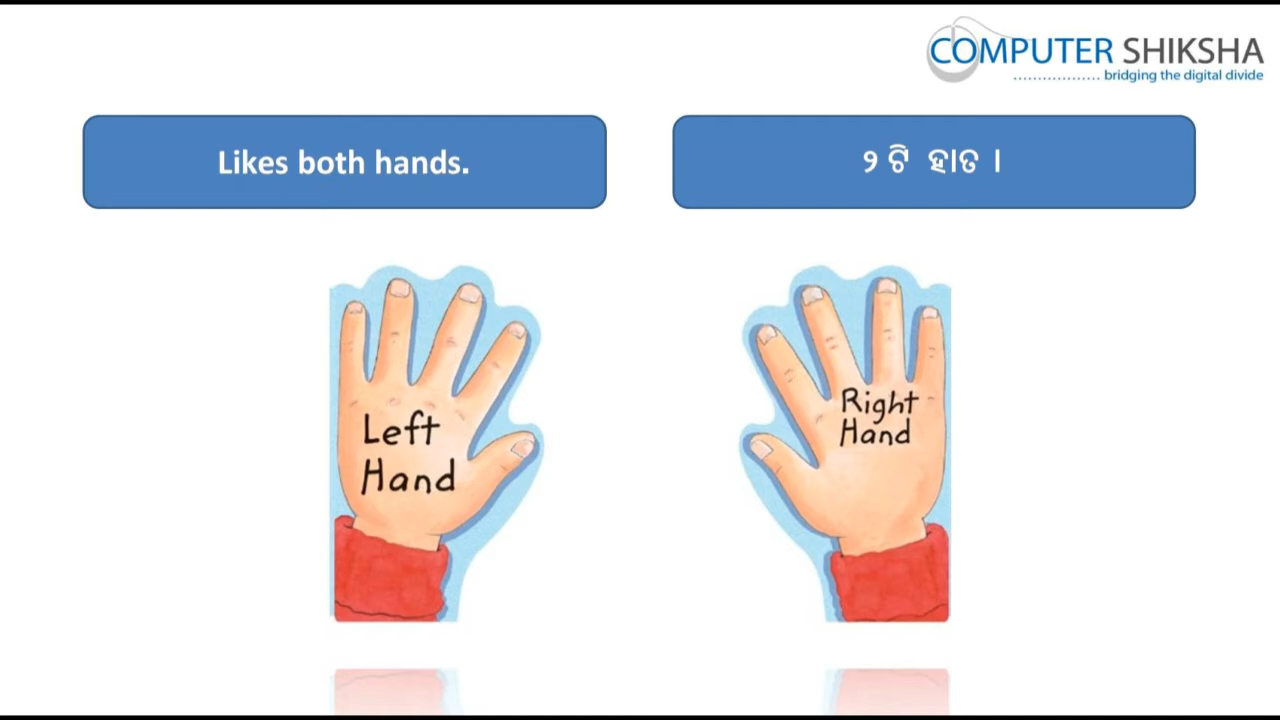 COMPUTER SHIKSHA
.................. bridging the digital divide
Likes both hands.
୨ ଟି ହାତ ।
Left
Hand
Right
Hand